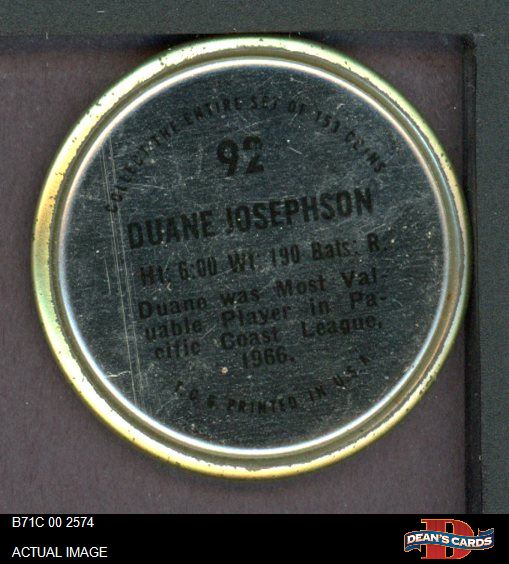 COLLECT THE ENTIRE SET OF 153 COINS
92
DUANE JOSEPHSON
Ht. 6:00 Wt. 190 Bats: R.
Duane was Most Val-
uable Player in Pa-
cific Coast League,
1966.
T. C. G. PRINTED IN U.S.A.
B71C 00 2574
ACTUAL IMAGE
D
DEAN'S CARDS